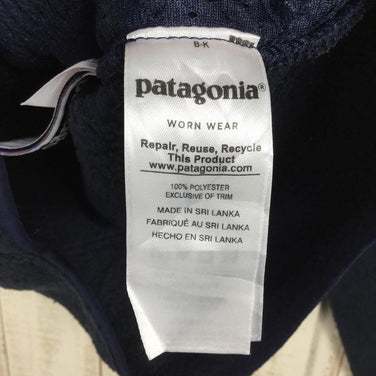 B-K
patagonia®
WORN WEAR
Repair, Reuse, Recycle
This Product
www.patagonia.com
100% POLYESTER
EXCLUSIVE OF TRIM
MADE IN SRI LANKA
FABRIQUÉ AU SRI LANKA
HECHO EN SRI LANKA